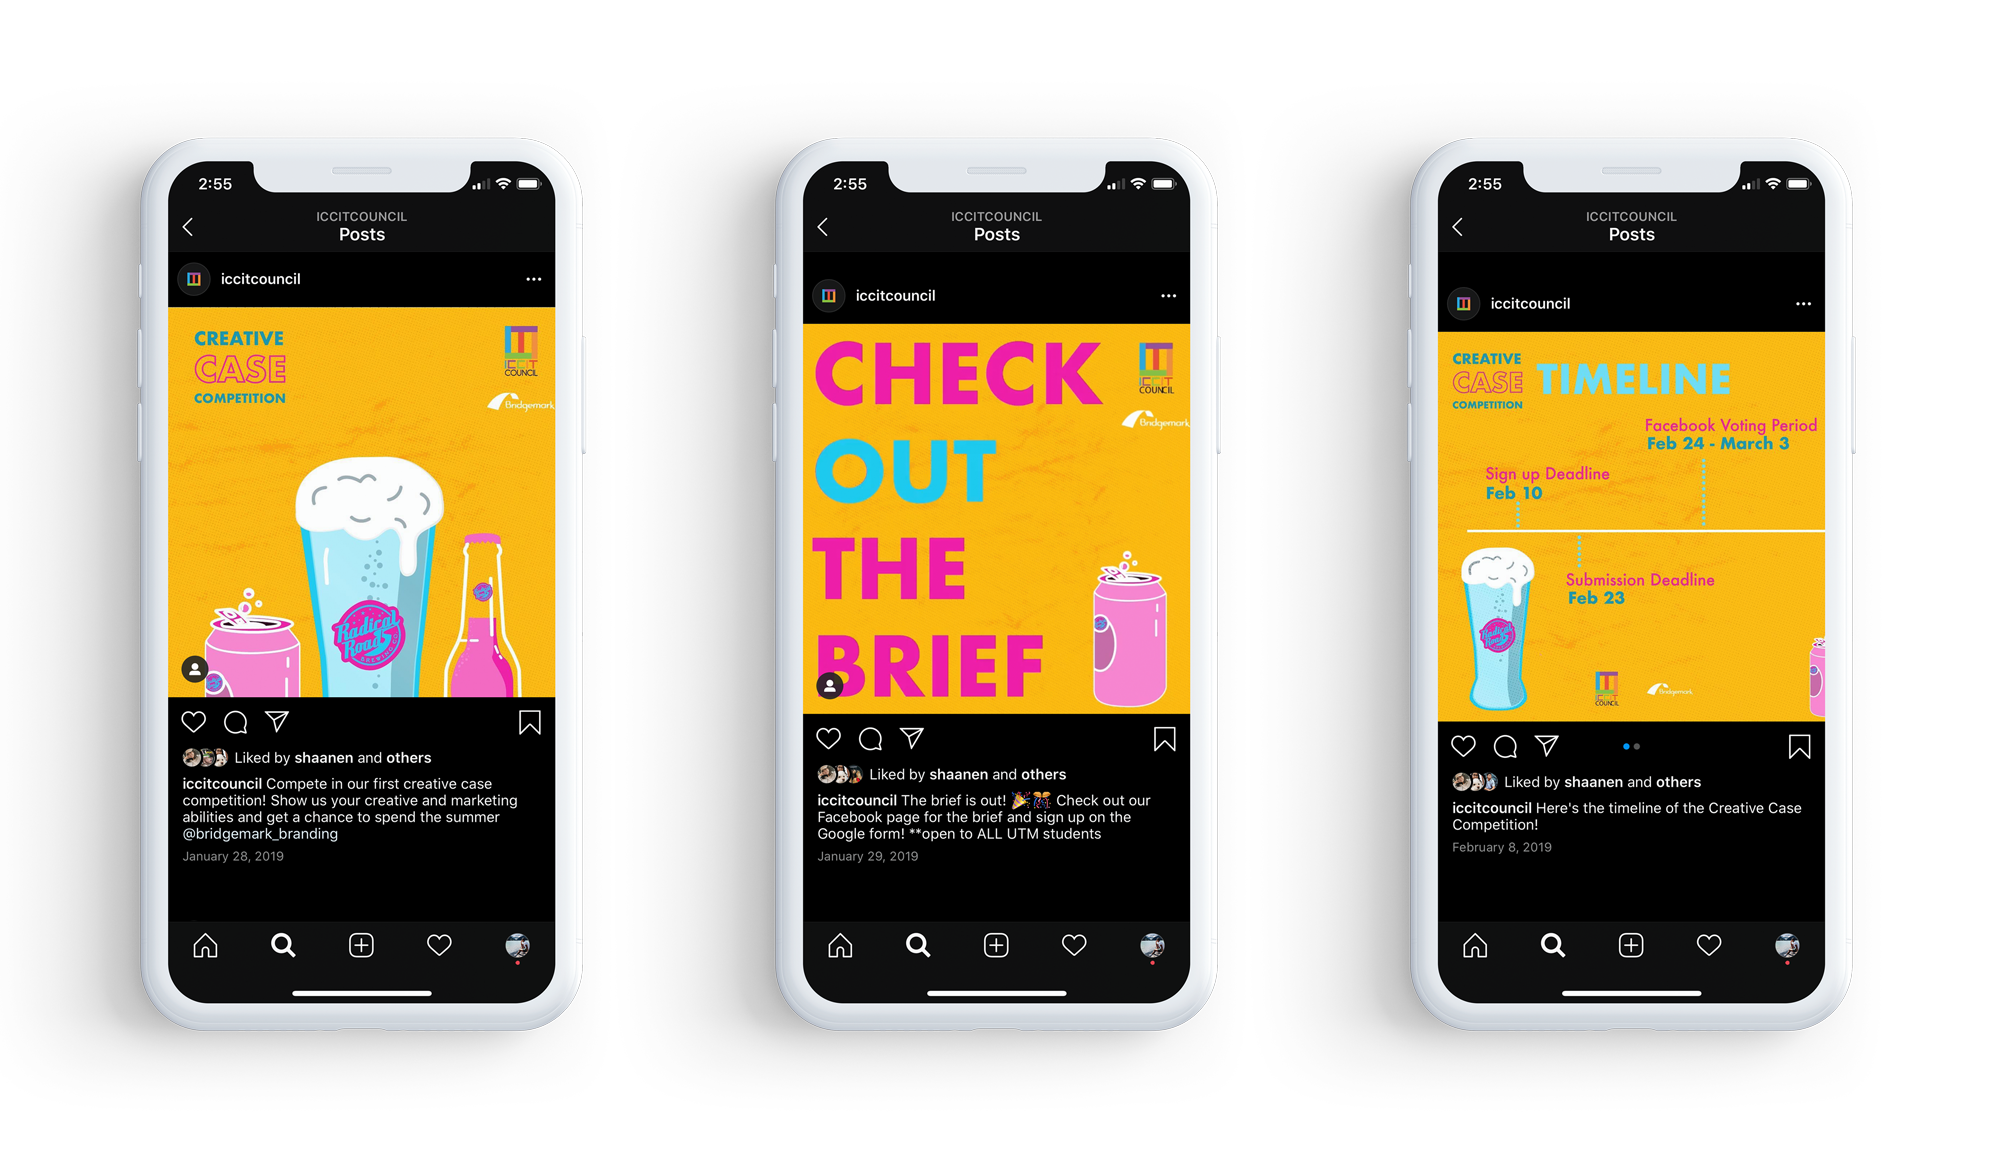 2:55
ICCITCOUNCIL
Posts
iccitcouncil
CREATIVE
CASE
COMPETITION
ICCIT
COUNCIL
Bridgemark
Radical
Road
BREWING CO
Liked by shaanen and others
iccitcouncil Compete in our first creative case
competition! Show us your creative and marketing
abilities and get a chance to spend the summer
@bridgemark_branding
January 28, 2019
2:55
ICCITCOUNCIL
Posts
iccitcouncil
CHECK
OUT
THE
BRIEF
ICCIT
COUNCIL
Bridgemark
Liked by shaanen and others
iccitcouncil The brief is out! 🎉🎊 Check out our
Facebook page for the brief and sign up on the
Google form! **open to ALL UTM students
January 29, 2019
2:55
ICCITCOUNCIL
Posts
iccitcouncil
CREATIVE
CASE
COMPETITION
TIMELINE
Facebook Voting Period
Feb 24 - March 3
Sign up Deadline
Feb 10
Submission Deadline
Feb 23
Radical
Road
ICCIT
COUNCIL
Bridgemark
Liked by shaanen and others
iccitcouncil Here's the timeline of the Creative Case
Competition!
February 8, 2019